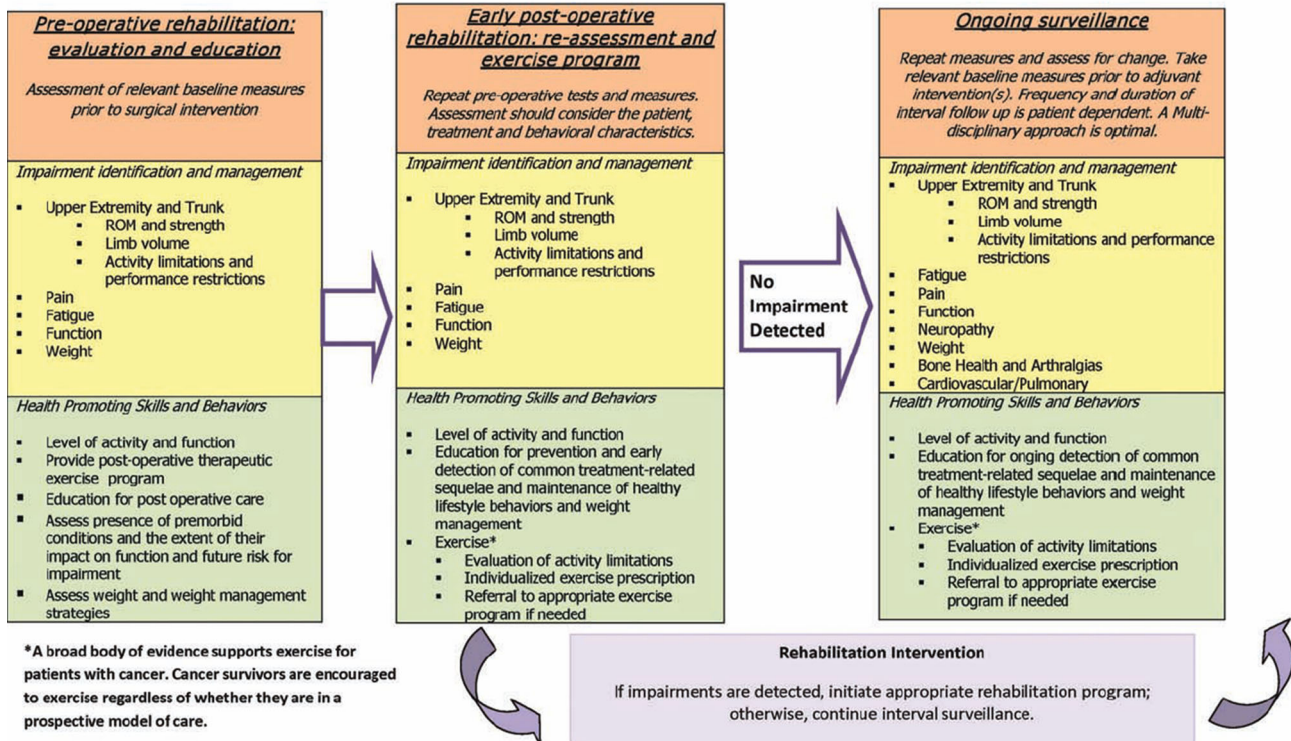 Pre-operative rehabilitation:
evaluation and education
Assessment of relevant baseline measures
prior to surgical intervention
Impairment identification and management
▪ Upper Extremity and Trunk
▪ ROM and strength
▪ Limb volume
▪ Activity limitations and
performance restrictions
▪ Pain
▪ Fatigue
▪ Function
▪ Weight
Health Promoting Skills and Behaviors
▪ Level of activity and function
▪ Provide post-operative therapeutic
exercise program
▪ Education for post operative care
▪ Assess presence of premorbid
conditions and the extent of their
impact on function and future risk for
impairment
▪ Assess weight and weight management
strategies
Early post-operative
rehabilitation: re-assessment and
exercise program
Repeat pre-operative tests and measures.
Assessment should consider the patient,
treatment and behavioral characteristics.
Impairment identification and management
▪ Upper Extremity and Trunk
▪ ROM and strength
▪ Limb volume
▪ Activity limitations and
performance restrictions
▪ Pain
▪ Fatigue
▪ Function
▪ Weight
Health Promoting Skills and Behaviors
▪ Level of activity and function
▪ Education for prevention and early
detection of common treatment-related
sequelae and maintenance of healthy
lifestyle behaviors and weight
management
▪ Exercise*
▪ Evaluation of activity limitations
▪ Individualized exercise prescription
▪ Referral to appropriate exercise
program if needed
No
Impairment
Detected
Ongoing surveillance
Repeat measures and assess for change. Take
relevant baseline measures prior to adjuvant
intervention(s). Frequency and duration of
interval follow up is patient dependent. A Multi-
disciplinary approach is optimal.
Impairment identification and management
▪ Upper Extremity and Trunk
▪ ROM and strength
▪ Limb volume
▪ Activity limitations and performance
restrictions
▪ Fatigue
▪ Pain
▪ Function
▪ Neuropathy
▪ Weight
▪ Bone Health and Arthralgias
▪ Cardiovascular/Pulmonary
Health Promoting Skills and Behaviors
▪ Level of activity and function
▪ Education for onging detection of common
treatment-related sequelae and maintenance
of healthy lifestyle behaviors and weight
management
▪ Exercise*
▪ Evaluation of activity limitations
▪ Individualized exercise prescription
▪ Referral to appropriate exercise
program if needed
*A broad body of evidence supports exercise for
patients with cancer. Cancer survivors are encouraged
to exercise regardless of whether they are in a
prospective model of care.
Rehabilitation Intervention
If impairments are detected, initiate appropriate rehabilitation program;
otherwise, continue interval surveillance.